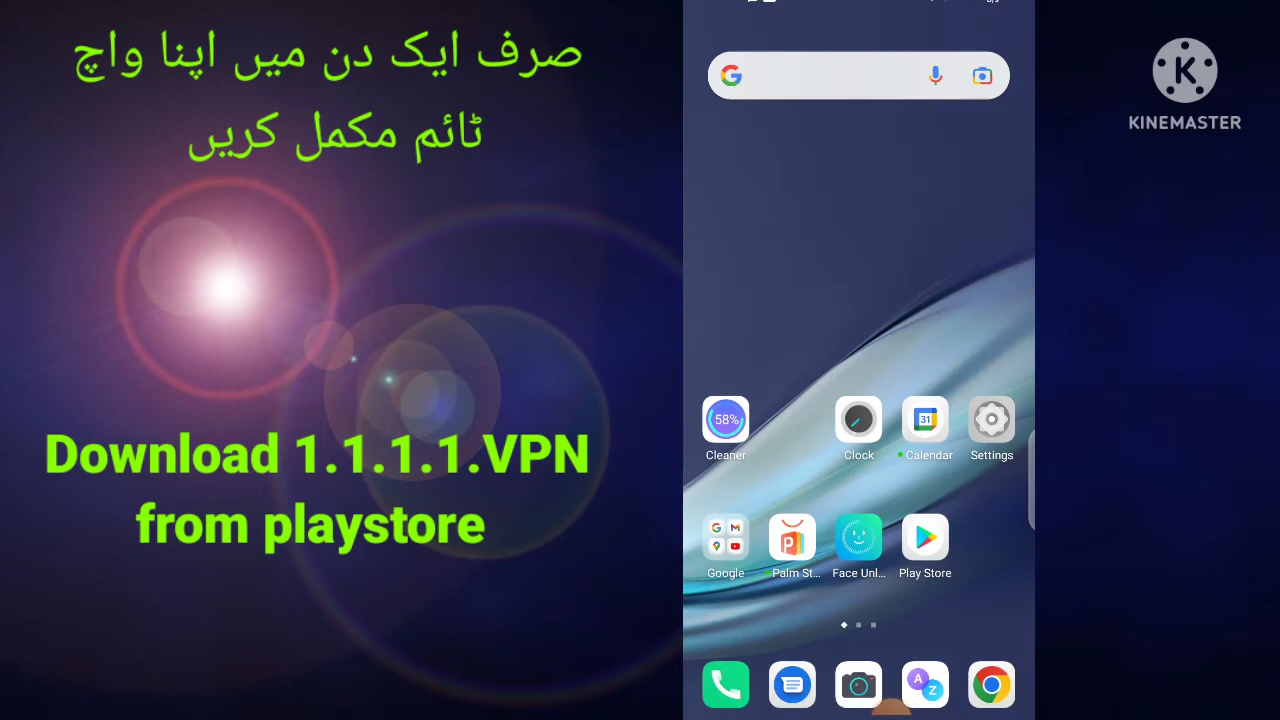 صرف ایک دن میں اپنا واچ
ٹائم مکمل کریں
Download 1.1.1.1.VPN
from playstore
K
KINEMASTER
58%
31
Cleaner
Clock
Calendar
Settings
Google
Palm St...
Face Unl...
Play Store
A
Z